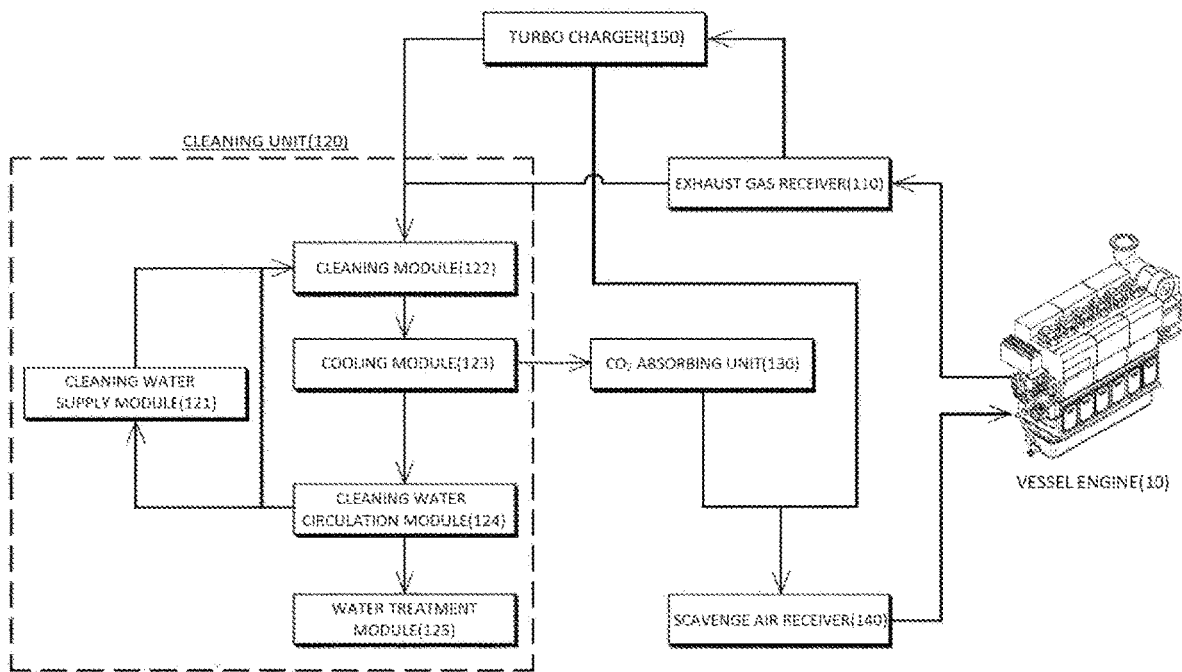 TURBO CHARGER(150)
CLEANING UNIT(120)
EXHAUST GAS RECEIVER(110)
CLEANING MODULE(122)
COOLING MODULE(123)
CO₂ ABSORBING UNIT(130)
CLEANING WATER
SUPPLY MODULE(121)
VESSEL ENGINE(10)
CLEANING WATER
CIRCULATION MODULE(124)
WATER TREATMENT
MODULE(125)
SCAVENGE AIR RECEIVER(140)